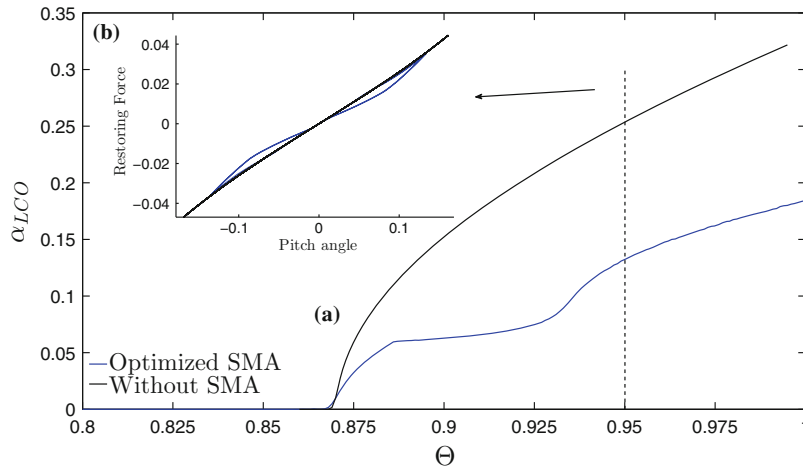 0.35
0.3
0.25
0.2
0.15
0.1
0.05
0
α_LCO
(b)
0.04
0.02
0
−0.02
−0.04
Restoring Force
−0.1 0 0.1
Pitch angle
(a)
Optimized SMA
Without SMA
0.8 0.825 0.85 0.875 0.9 0.925 0.95 0.975
Θ